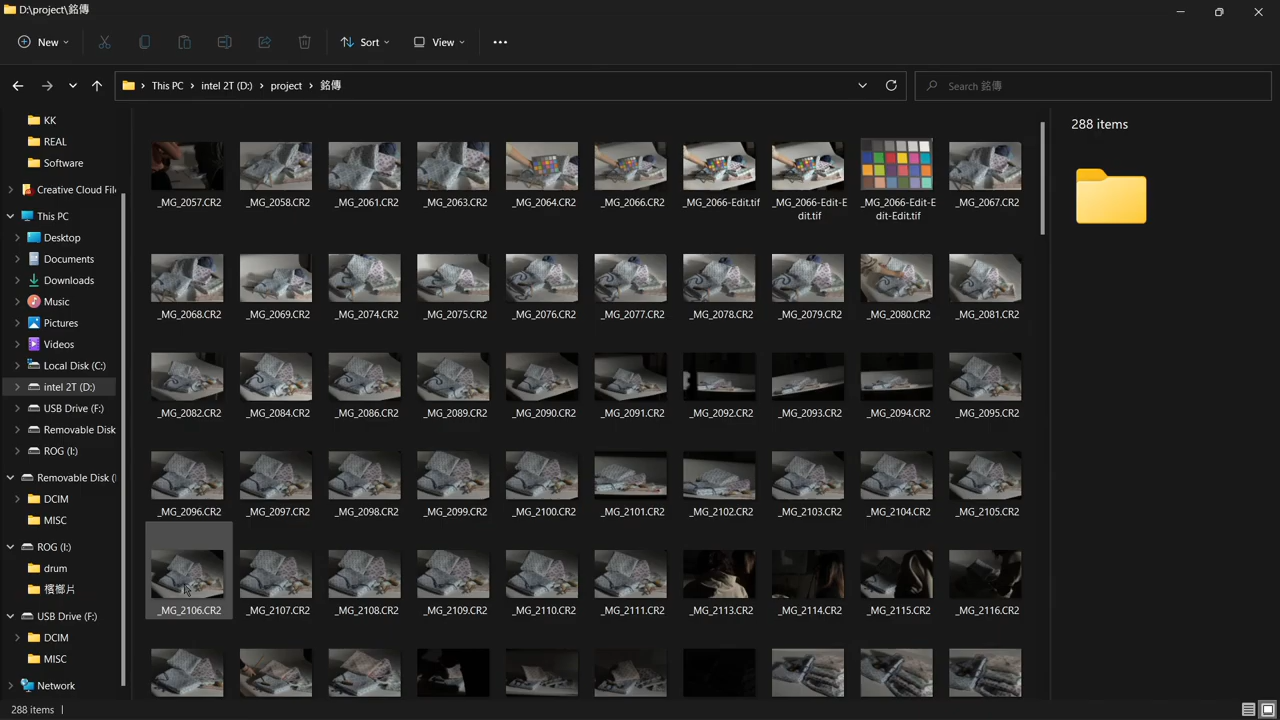 D:\project\銘傳
New
Sort
View
This PC
intel 2T (D:)
project
銘傳
Search 銘傳
KK
REAL
Software
Creative Cloud Fil
This PC
Desktop
Documents
Downloads
Music
Pictures
Videos
Local Disk (C:)
intel 2T (D:)
USB Drive (F:)
Removable Disk
ROG (I:)
Removable Disk (
DCIM
MISC
ROG (I:)
drum
檳榔片
USB Drive (F:)
DCIM
MISC
Network
_MG_2057.CR2 _MG_2058.CR2 _MG_2061.CR2 _MG_2063.CR2 _MG_2064.CR2 _MG_2066.CR2 _MG_2066-Edit.tif _MG_2066-Edit-E _MG_2066-Edit-E _MG_2067.CR2
dit.tif dit-Edit.tif
_MG_2068.CR2 _MG_2069.CR2 _MG_2074.CR2 _MG_2075.CR2 _MG_2076.CR2 _MG_2077.CR2 _MG_2078.CR2 _MG_2079.CR2 _MG_2080.CR2 _MG_2081.CR2
_MG_2082.CR2 _MG_2084.CR2 _MG_2086.CR2 _MG_2089.CR2 _MG_2090.CR2 _MG_2091.CR2 _MG_2092.CR2 _MG_2093.CR2 _MG_2094.CR2 _MG_2095.CR2
_MG_2096.CR2 _MG_2097.CR2 _MG_2098.CR2 _MG_2099.CR2 _MG_2100.CR2 _MG_2101.CR2 _MG_2102.CR2 _MG_2103.CR2 _MG_2104.CR2 _MG_2105.CR2
_MG_2106.CR2 _MG_2107.CR2 _MG_2108.CR2 _MG_2109.CR2 _MG_2110.CR2 _MG_2111.CR2 _MG_2113.CR2 _MG_2114.CR2 _MG_2115.CR2 _MG_2116.CR2
288 items
288 items